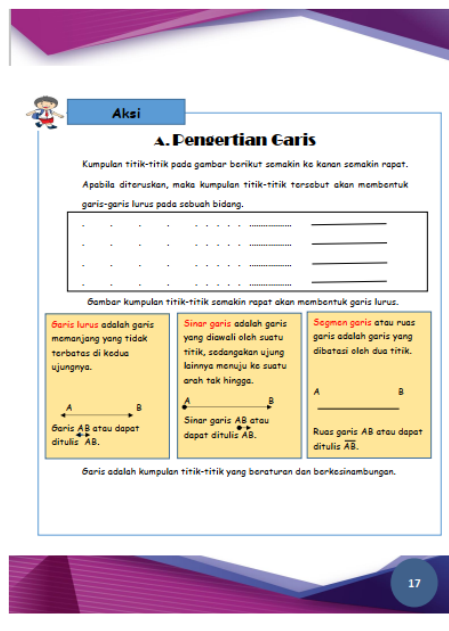 Aksi
A. Pengertian Garis
Kumpulan titik-titik pada gambar berikut semakin ke kanan semakin rapat.
Apabila diteruskan, maka kumpulan titik-titik tersebut akan membentuk
garis-garis lurus pada sebuah bidang.
Gambar kumpulan titik-titik semakin rapat akan membentuk garis lurus.
Garis lurus adalah garis
memanjang yang tidak
terbatas di kedua
ujungnya.
A B
Garis AB atau dapat
ditulis AB.
Sinar garis adalah garis
yang diawali oleh suatu
titik, sedangakan ujung
lainnya menuju ke suatu
arah tak hingga.
A B
Sinar garis AB atau
dapat ditulis AB.
Segmen garis atau ruas
garis adalah garis yang
dibatasi oleh dua titik.
A B
Ruas garis AB atau dapat
ditulis A̅B̅.
Garis adalah kumpulan titik-titik yang beraturan dan berkesinambungan.
17